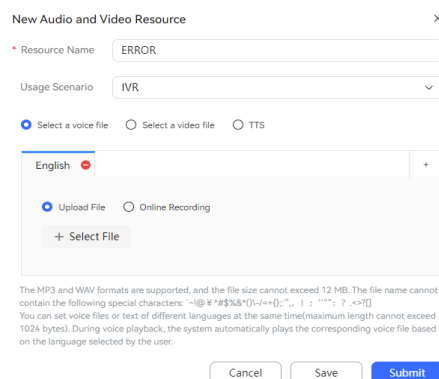 New Audio and Video Resource
* Resource Name ERROR
Usage Scenario IVR
Select a voice file Select a video file TTS
English +
Upload File Online Recording
+ Select File
The MP3 and WAV formats are supported, and the file size cannot exceed 12 MB. The file name cannot
contain the following special characters: `~!@￥^#$%&*()\-/=+{};:'",. ! ; '‘"“: ? .<>?[]
You can set voice files or text of different languages at the same time(maximum length cannot exceed
1024 bytes). During voice playback, the system automatically plays the corresponding voice file based
on the language selected by the user.
Cancel Save Submit